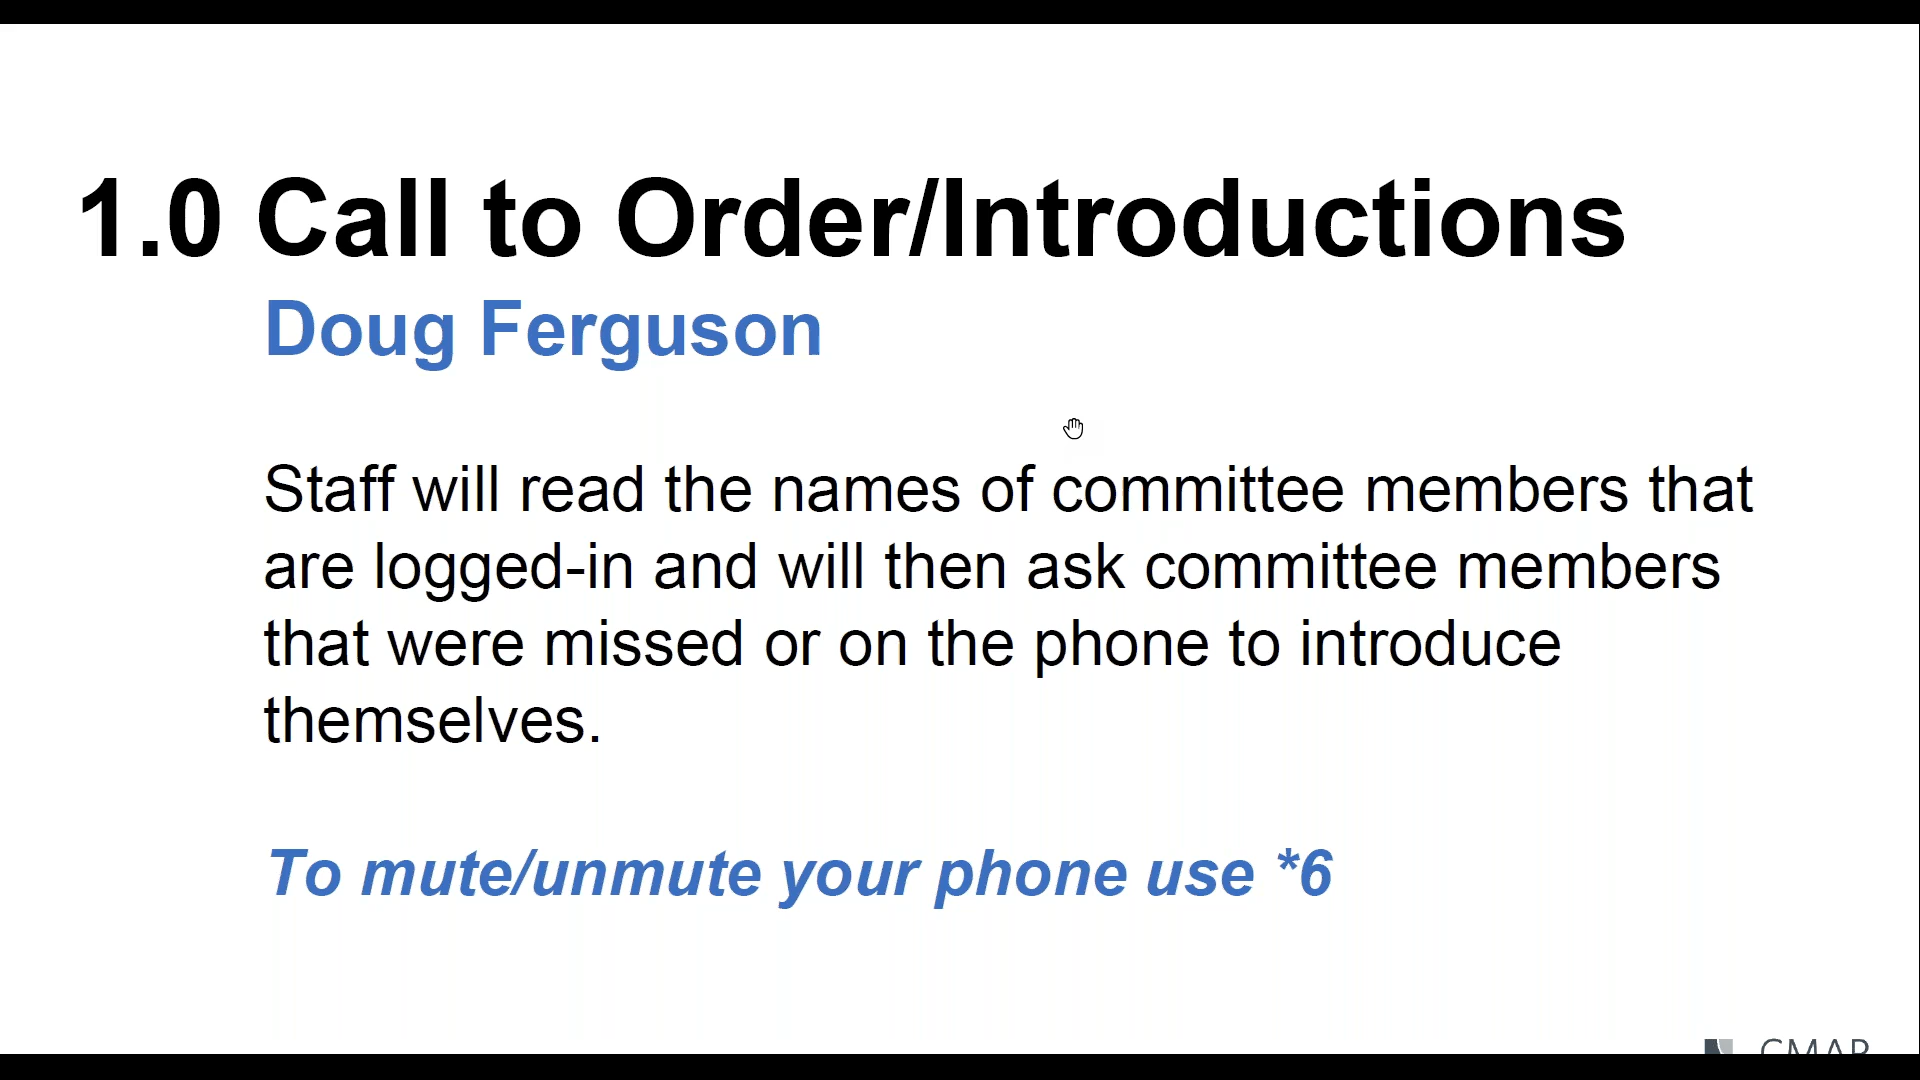 1.0 Call to Order/Introductions
Doug Ferguson
Staff will read the names of committee members that
are logged-in and will then ask committee members
that were missed or on the phone to introduce
themselves.
To mute/unmute your phone use *6
CMAP